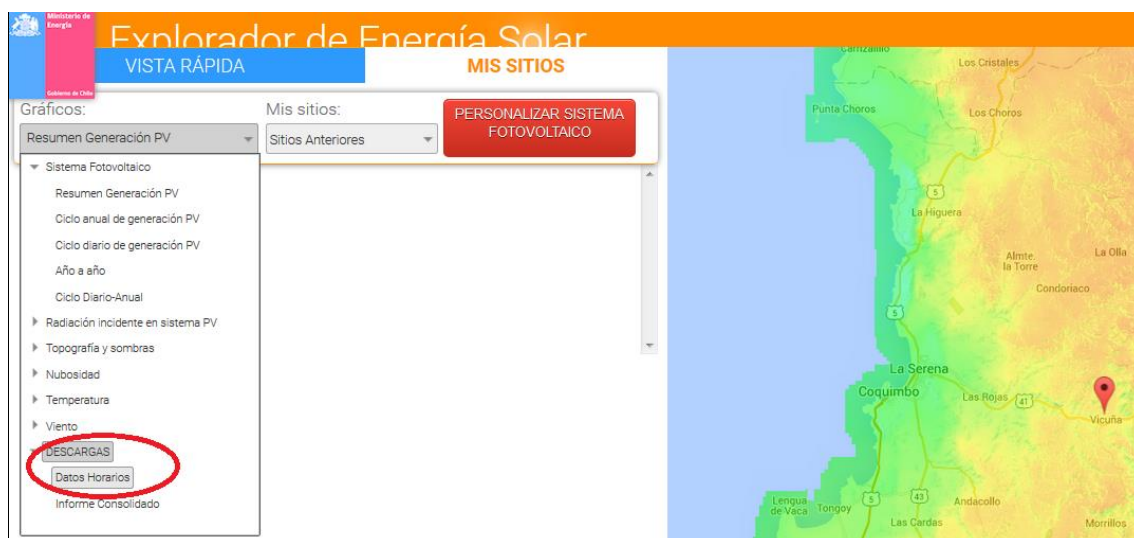 Ministerio de
Energía
Gobierno de Chile
Explorador de Energía Solar
VISTA RÁPIDA
MIS SITIOS
Gráficos:
Mis sitios:
Resumen Generación PV
Sitios Anteriores
PERSONALIZAR SISTEMA
FOTOVOLTAICO
Sistema Fotovoltaico
Resumen Generación PV
Ciclo anual de generación PV
Ciclo diario de generación PV
Año a año
Ciclo Diario-Anual
Radiación incidente en sistema PV
Topografía y sombras
Nubosidad
Temperatura
Viento
DESCARGAS
Datos Horarios
Informe Consolidado
Carrizalillo
Los Cristales
Punta Choros
Los Choros
5
La Higuera
Almte.
la Torre
La Olla
Condoriaco
5
La Serena
Coquimbo
Las Rojas
41
Vicuña
Lengua
de Vaca
Tongoy
5
43
Andacollo
Las Cardas
Morrillos